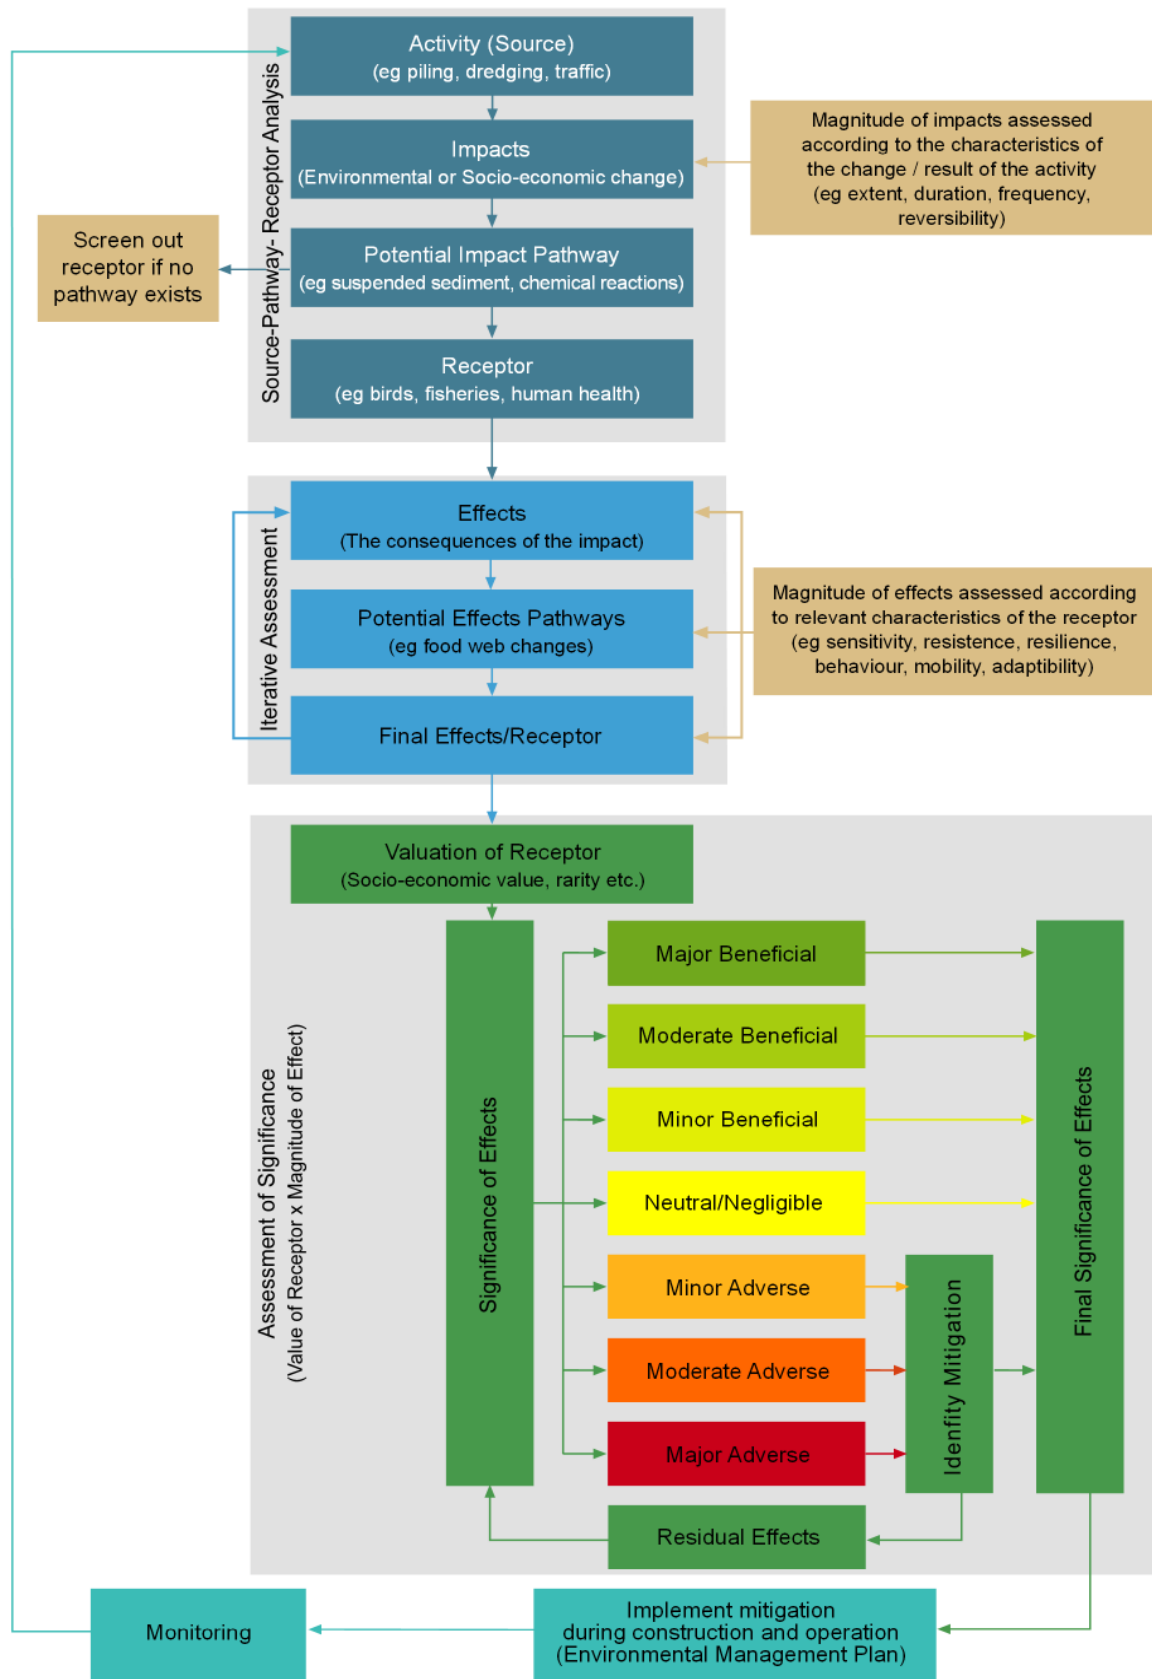 Source-Pathway- Receptor Analysis
Activity (Source)
(eg piling, dredging, traffic)
Impacts
(Environmental or Socio-economic change)
Magnitude of impacts assessed
according to the characteristics of
the change / result of the activity
(eg extent, duration, frequency,
reversibility)
Screen out
receptor if no
pathway exists
Potential Impact Pathway
(eg suspended sediment, chemical reactions)
Receptor
(eg birds, fisheries, human health)
Iterative Assessment
Effects
(The consequences of the impact)
Potential Effects Pathways
(eg food web changes)
Final Effects/Receptor
Magnitude of effects assessed according
to relevant characteristics of the receptor
(eg sensitivity, resistence, resilience,
behaviour, mobility, adaptibility)
Assessment of Significance
(Value of Receptor x Magnitude of Effect)
Valuation of Receptor
(Socio-economic value, rarity etc.)
Significance of Effects
Major Beneficial
Moderate Beneficial
Minor Beneficial
Neutral/Negligible
Minor Adverse
Moderate Adverse
Major Adverse
Idenfity Mitigation
Final Significance of Effects
Residual Effects
Monitoring
Implement mitigation
during construction and operation
(Environmental Management Plan)